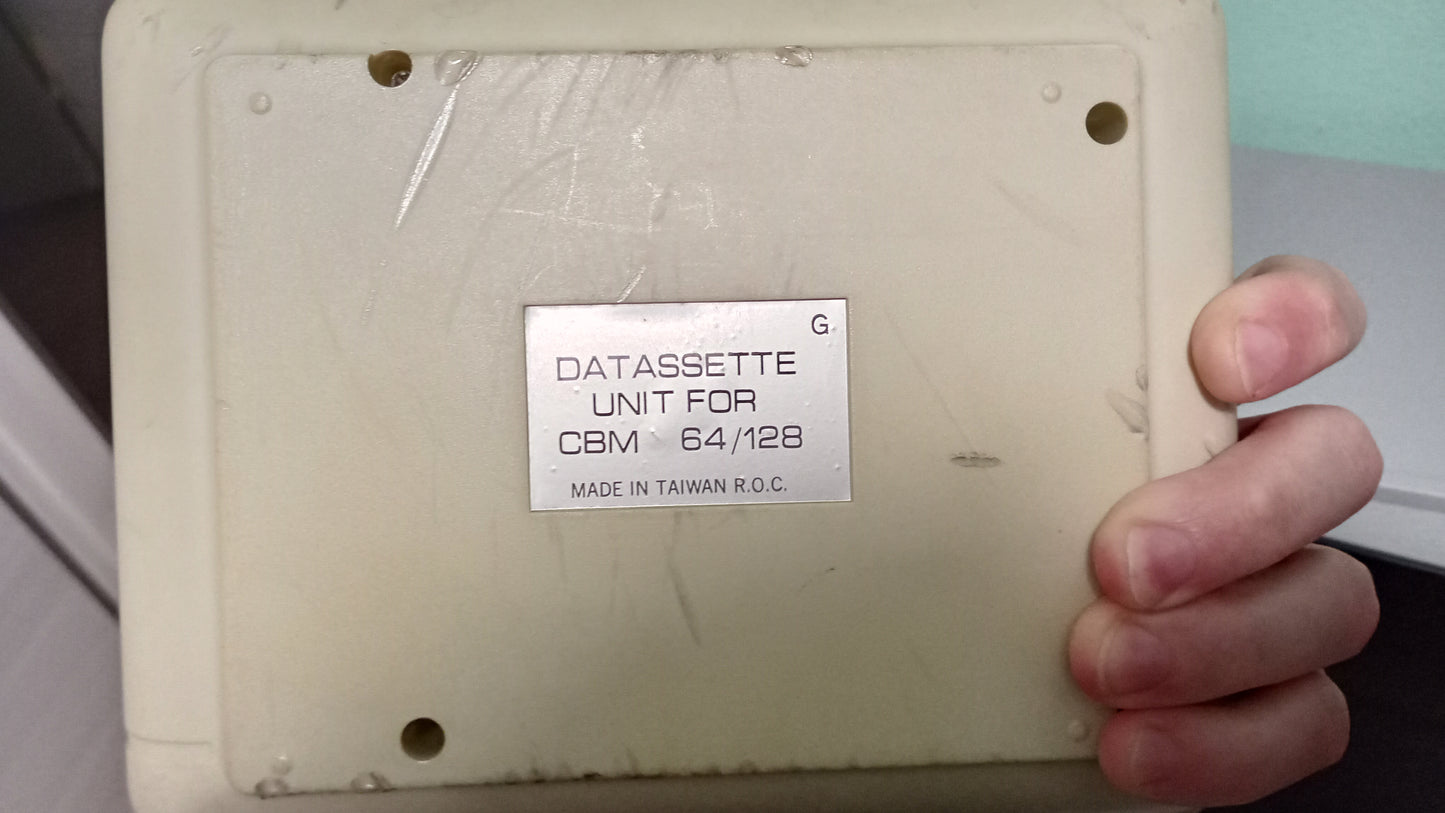 G
DATASSETTE
UNIT FOR
CBM 64/128
MADE IN TAIWAN R.O.C.